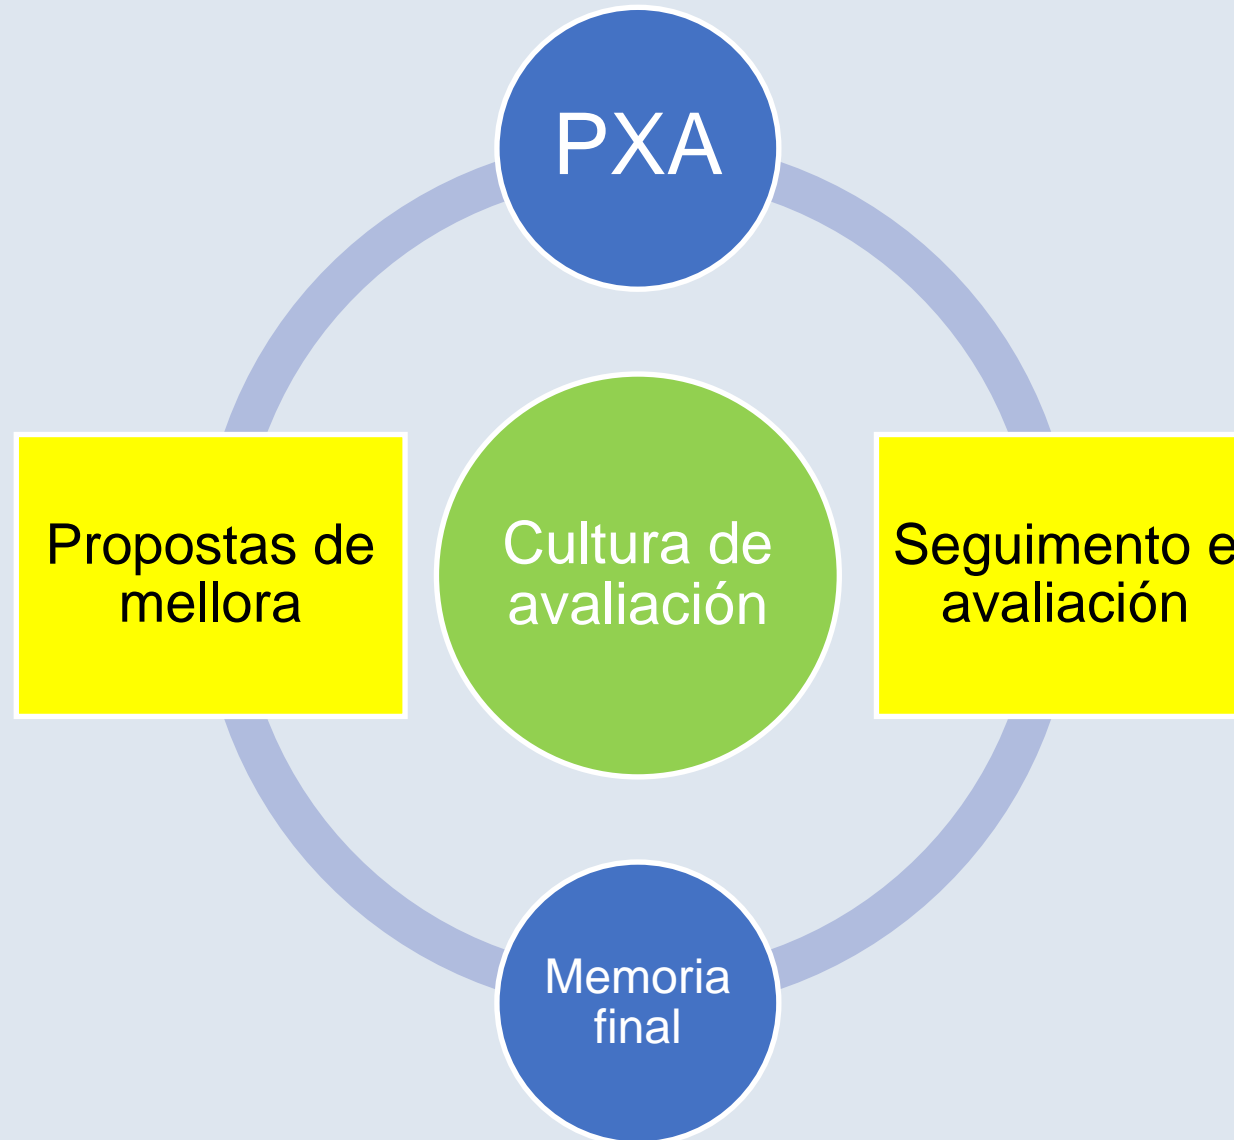 PXA
Propostas de
mellora
Cultura de
avaliación
Seguimento e
avaliación
Memoria
final